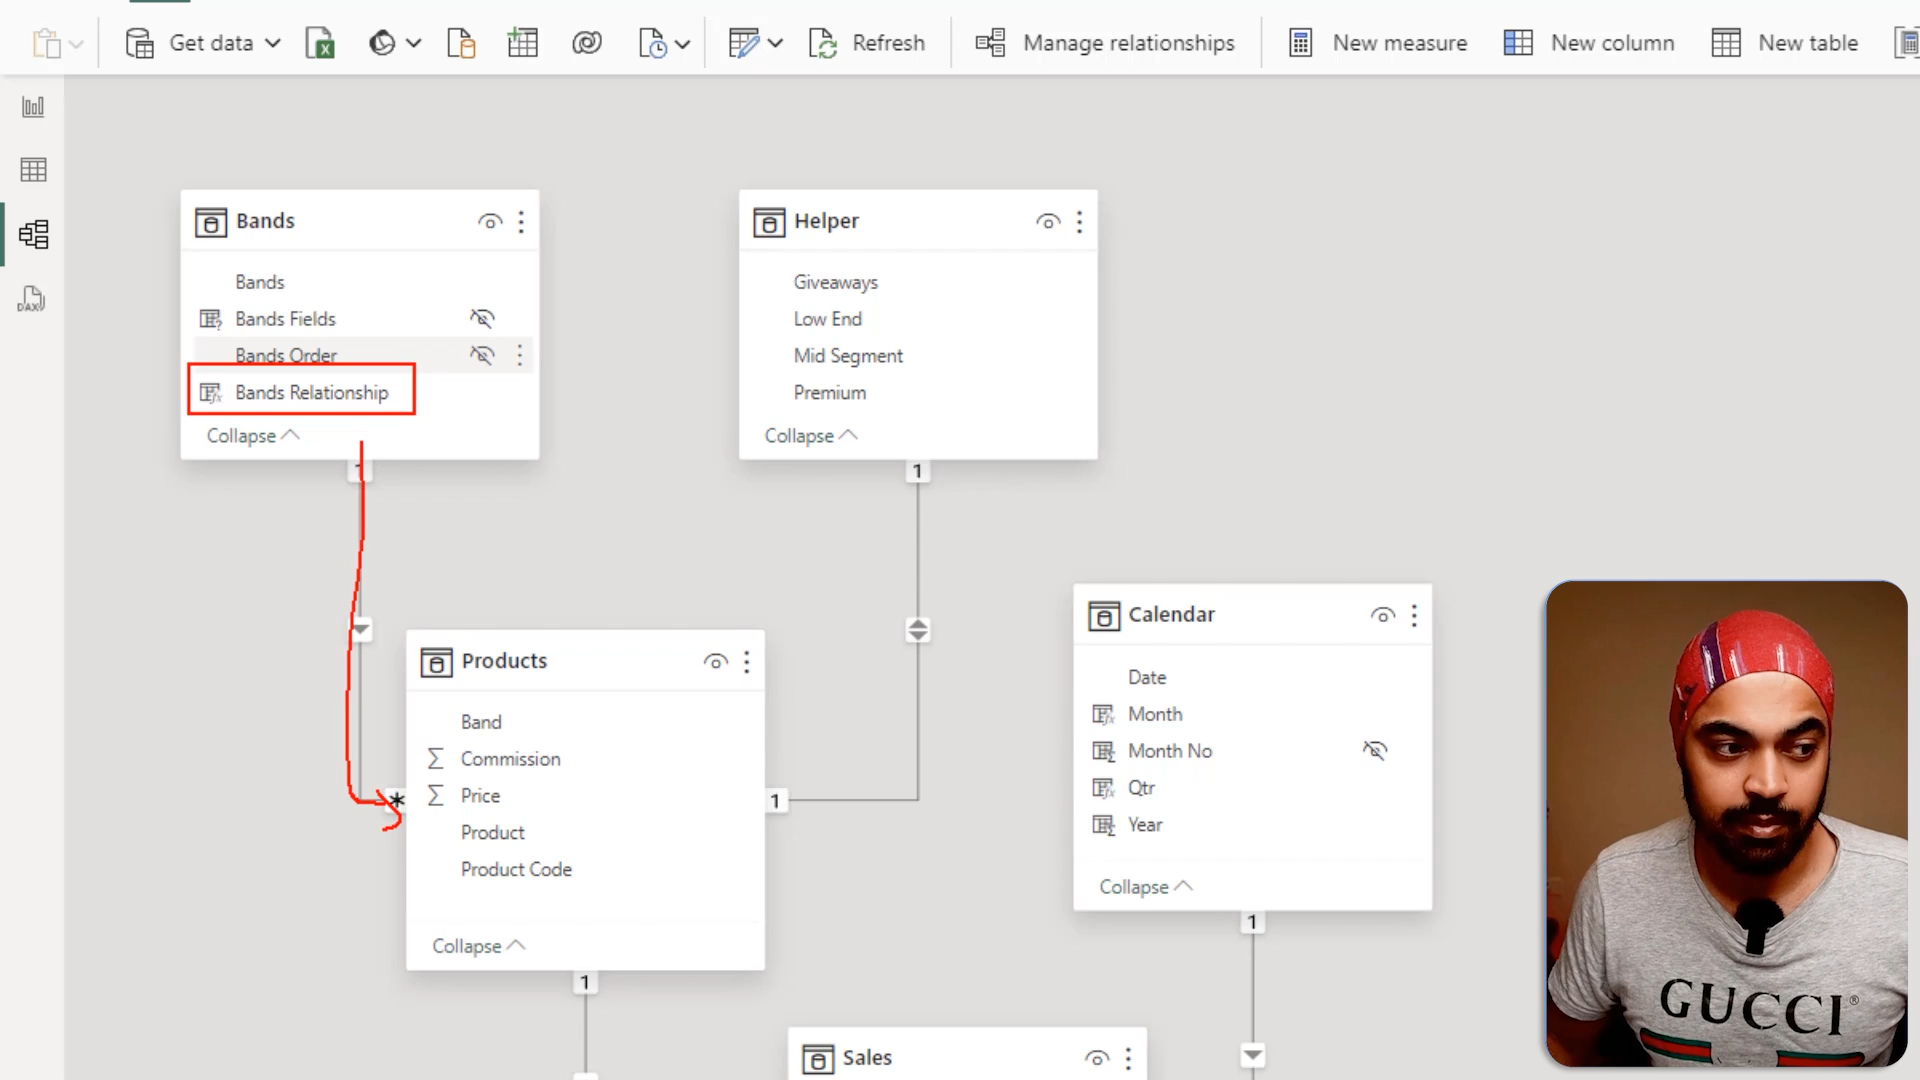 Get data
Refresh
Manage relationships
New measure
New column
New table
DAX
Bands
Bands
Bands Fields
Bands Order
Bands Relationship
Collapse
1
Helper
Giveaways
Low End
Mid Segment
Premium
Collapse
1
Products
Band
Commission
Price
Product
Product Code
Collapse
*
1
1
Calendar
Date
Month
Month No
Qtr
Year
Collapse
1
Sales
GUCCI®